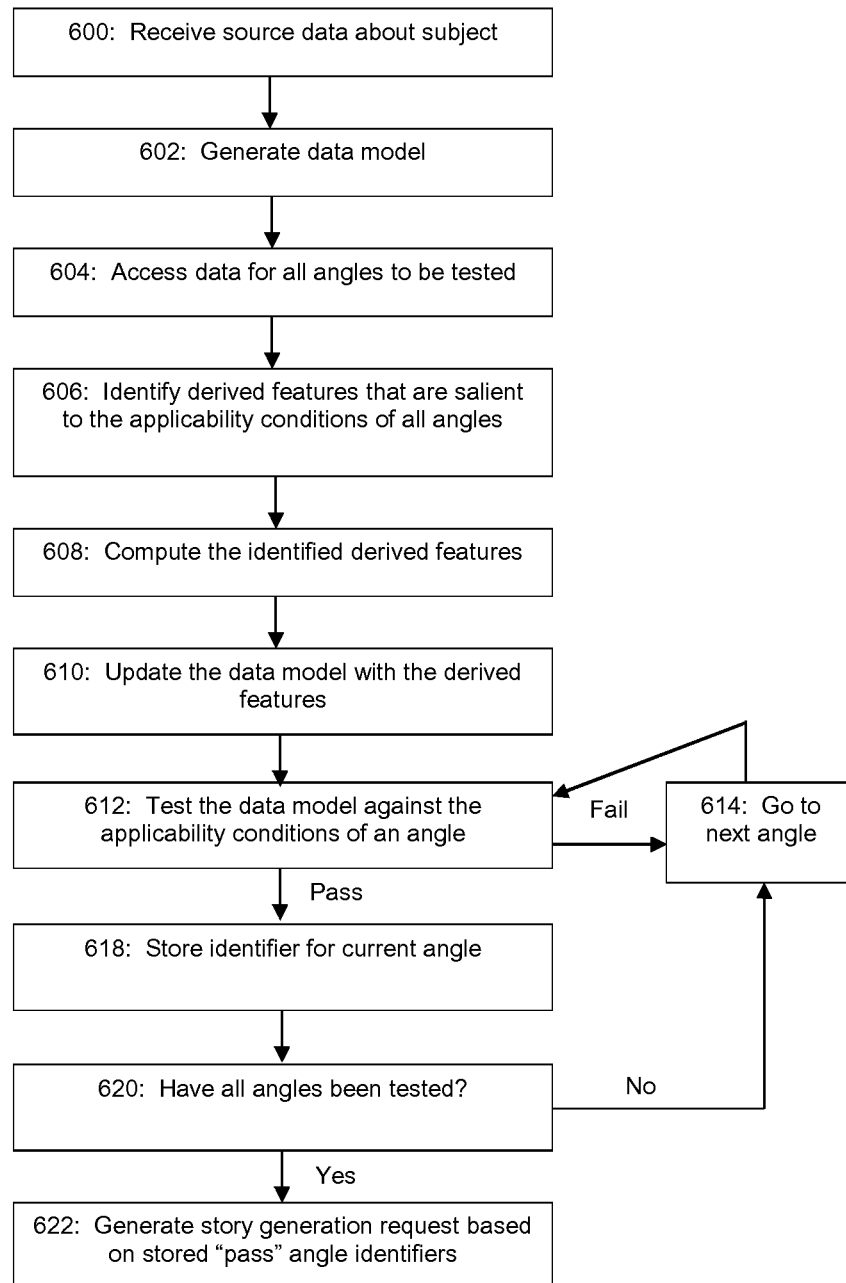 600: Receive source data about subject
602: Generate data model
604: Access data for all angles to be tested
606: Identify derived features that are salient
to the applicability conditions of all angles
608: Compute the identified derived features
610: Update the data model with the derived
features
612: Test the data model against the
applicability conditions of an angle
Fail
614: Go to
next angle
Pass
618: Store identifier for current angle
620: Have all angles been tested?
No
Yes
622: Generate story generation request based
on stored “pass” angle identifiers